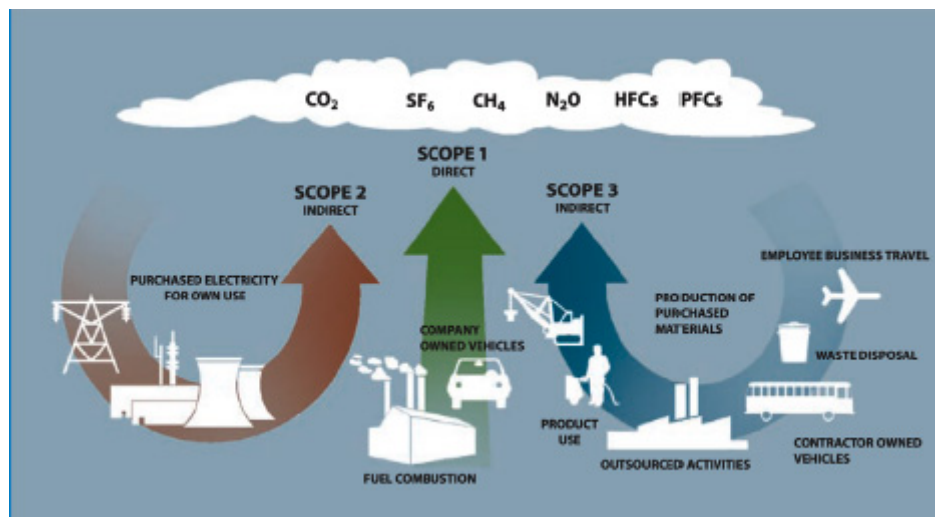 CO₂ SF₆ CH₄ N₂O HFCs PFCs
SCOPE 1
DIRECT
SCOPE 2
INDIRECT
SCOPE 3
INDIRECT
PURCHASED ELECTRICITY
FOR OWN USE
COMPANY
OWNED VEHICLES
FUEL COMBUSTION
EMPLOYEE BUSINESS TRAVEL
PRODUCTION OF
PURCHASED
MATERIALS
WASTE DISPOSAL
PRODUCT
USE
OUTSOURCED ACTIVITIES
CONTRACTOR OWNED
VEHICLES